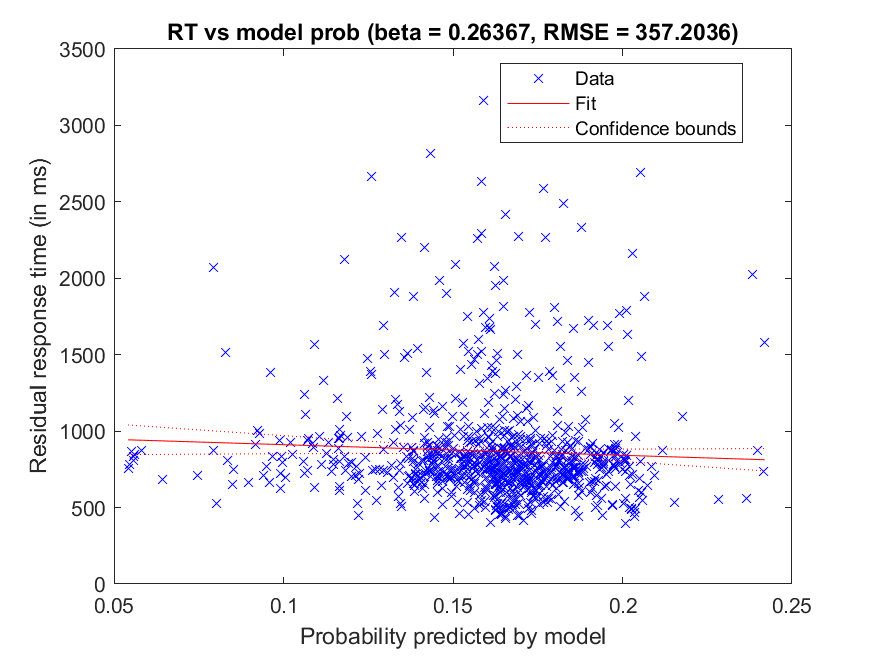 RT vs model prob (beta = 0.26367, RMSE = 357.2036)
3500
3000
2500
2000
1500
1000
500
0
Residual response time (in ms)
Data
Fit
Confidence bounds
0.05
0.1
0.15
0.2
0.25
Probability predicted by model